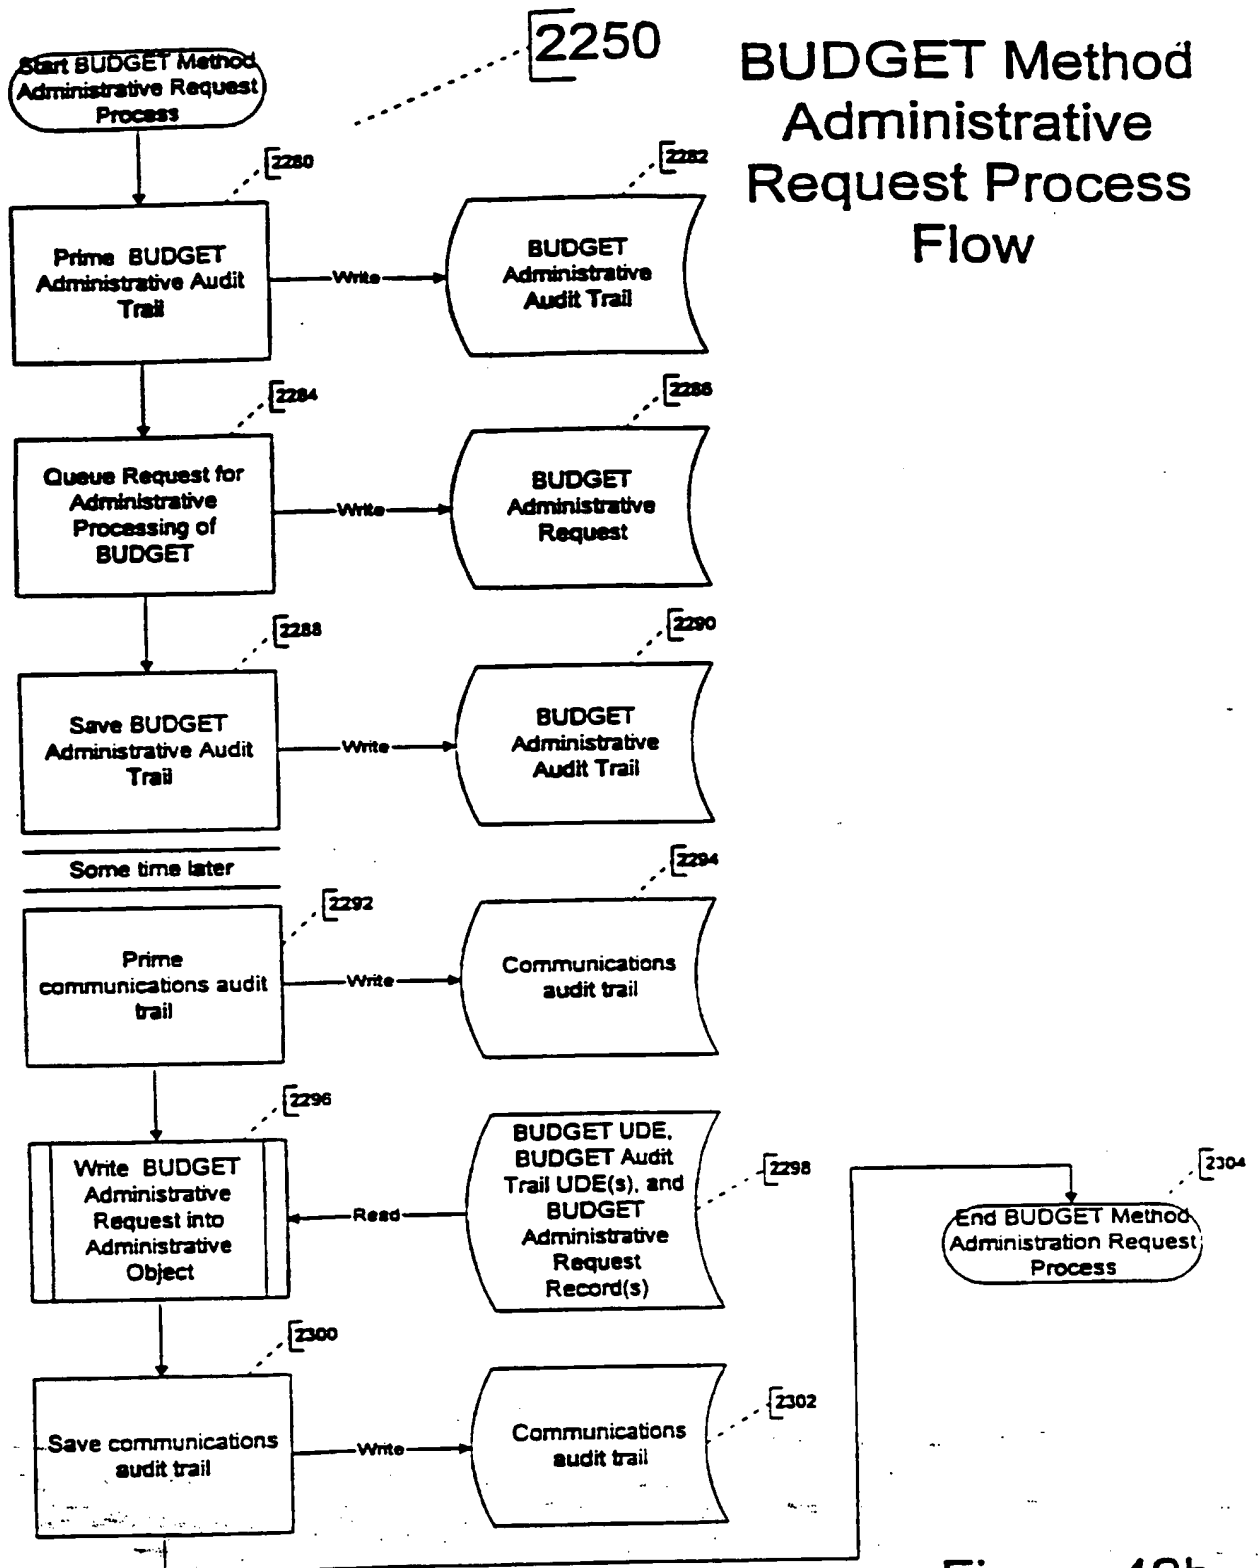 2250
BUDGET Method
Administrative
Request Process
Flow
Start BUDGET Method
Administrative Request
Process
2280
2282
Prime BUDGET
Administrative Audit
Trail
Write
BUDGET
Administrative
Audit Trail
2284
2286
Queue Request for
Administrative
Processing of
BUDGET
Write
BUDGET
Administrative
Request
2288
2290
Save BUDGET
Administrative Audit
Trail
Write
BUDGET
Administrative
Audit Trail
Some time later
2292
2294
Prime
communications audit
trail
Write
Communications
audit trail
2296
Write BUDGET
Administrative
Request into
Administrative
Object
Read
BUDGET UDE,
BUDGET Audit
Trail UDE(s), and
BUDGET
Administrative
Request
Record(s)
2298
2304
End BUDGET Method
Administration Request
Process
2300
2302
Save communications
audit trail
Write
Communications
audit trail